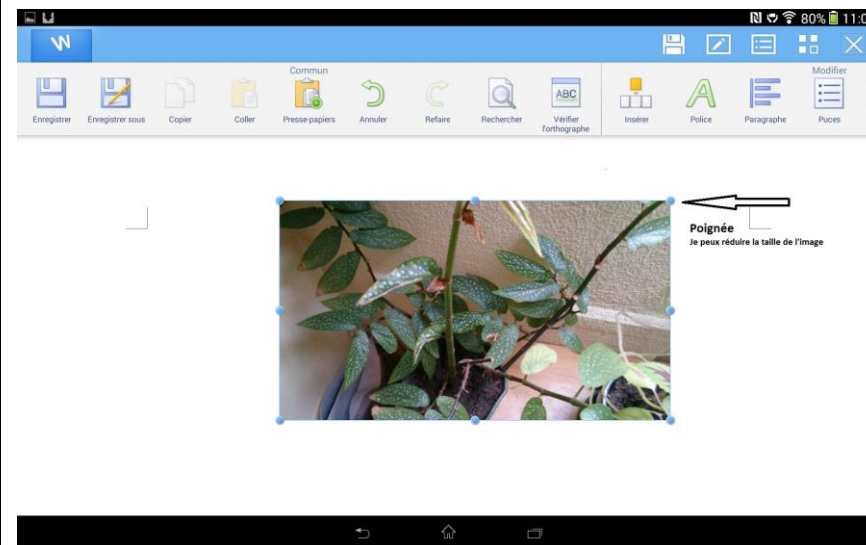 80% 11:0
W
Commun
Modifier
Enregistrer
Enregistrer sous
Copier
Coller
Presse-papiers
Annuler
Refaire
Rechercher
ABC
Vérifier
l'orthographe
Insérer
A
Police
Paragraphe
Puces
Poignée
Je peux réduire la taille de l'image